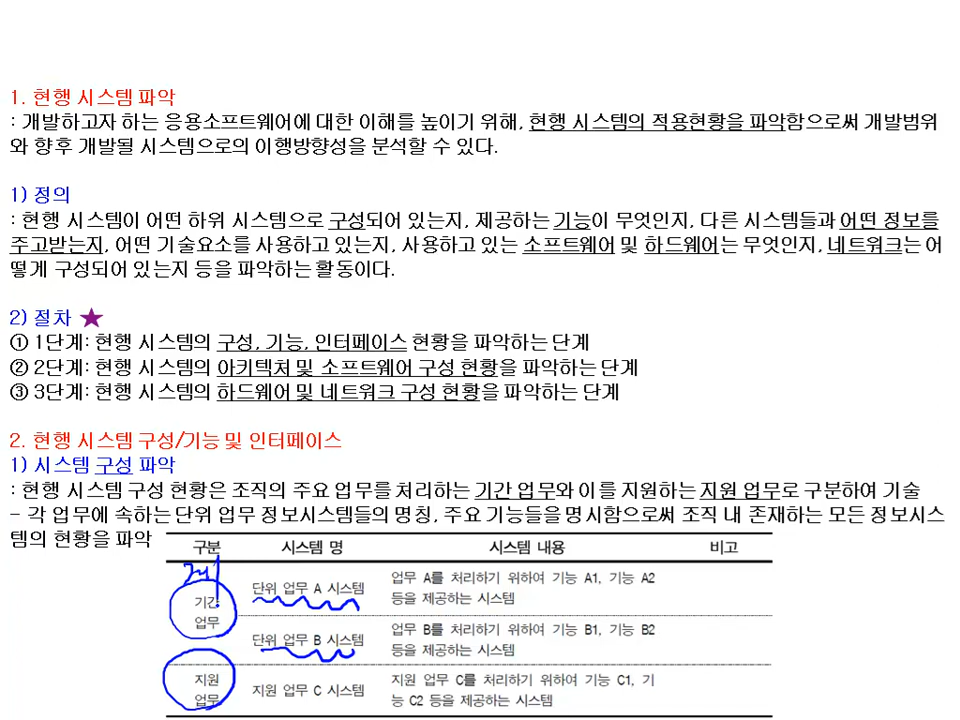 1. 현행 시스템 파악
: 개발하고자 하는 응용소프트웨어에 대한 이해를 높이기 위해, 현행 시스템의 적용현황을 파악함으로써 개발범위
와 향후 개발될 시스템으로의 이행방향성을 분석할 수 있다.
1) 정의
: 현행 시스템이 어떤 하위 시스템으로 구성되어 있는지, 제공하는 기능이 무엇인지, 다른 시스템들과 어떤 정보를
주고받는지, 어떤 기술요소를 사용하고 있는지, 사용하고 있는 소프트웨어 및 하드웨어는 무엇인지, 네트워크는 어
떻게 구성되어 있는지 등을 파악하는 활동이다.
2) 절차 ★
① 1단계: 현행 시스템의 구성, 기능, 인터페이스 현황을 파악하는 단계
② 2단계: 현행 시스템의 아키텍처 및 소프트웨어 구성 현황을 파악하는 단계
③ 3단계: 현행 시스템의 하드웨어 및 네트워크 구성 현황을 파악하는 단계
2. 현행 시스템 구성/기능 및 인터페이스
1) 시스템 구성 파악
: 현행 시스템 구성 현황은 조직의 주요 업무를 처리하는 기간 업무와 이를 지원하는 지원 업무로 구분하여 기술
- 각 업무에 속하는 단위 업무 정보시스템들의 명칭, 주요 기능들을 명시함으로써 조직 내 존재하는 모든 정보시스
템의 현황을 파악
구분 시스템 명 시스템 내용 비고
기간 업무 단위 업무 A 시스템 업무 A를 처리하기 위하여 기능 A1, 기능 A2
등을 제공하는 시스템
단위 업무 B 시스템 업무 B를 처리하기 위하여 기능 B1, 기능 B2
등을 제공하는 시스템
지원 업무 지원 업무 C 시스템 지원 업무 C를 처리하기 위하여 기능 C1, 기
능 C2 등을 제공하는 시스템